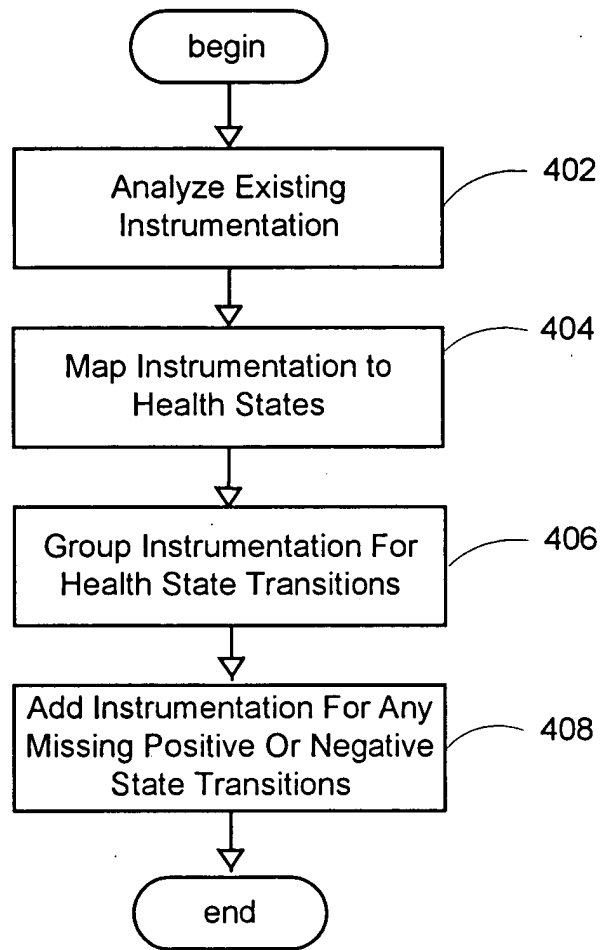 begin
Analyze Existing
Instrumentation
402
Map Instrumentation to
Health States
404
Group Instrumentation For
Health State Transitions
406
Add Instrumentation For Any
Missing Positive Or Negative
State Transitions
408
end